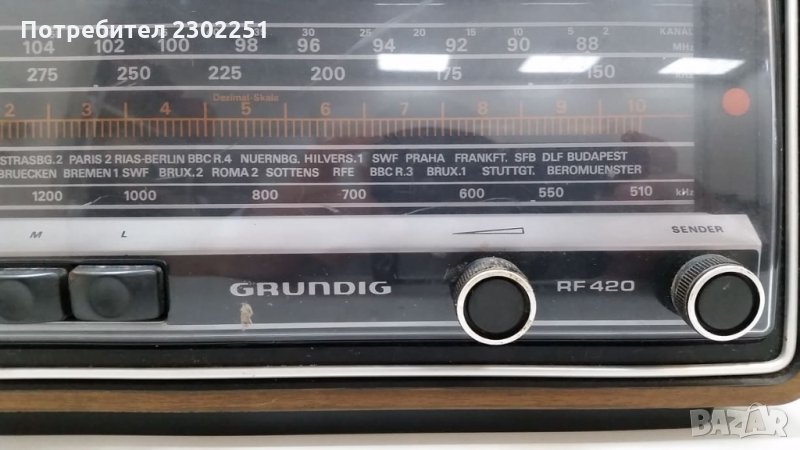 Потребител 2302251
25 30 25 20 15 10 5 2 KANAL
104 102 100 98 96 94 92 90 88 MHz
275 250 225 200 175 150 kHz
Dezimal-Skala
2 3 4 5 6 7 8 9 10
STRASBG.2 PARIS 2 RIAS-BERLIN BBC R.4 NUERNBG. HILVERS.1 SWF PRAHA FRANKFT. SFB DLF BUDAPEST
BRUECKEN BREMEN 1 SWF BRUX.2 ROMA 2 SOTTENS RFE BBC R.3 BRUX.1 STUTTGT. BEROMUENSTER
1200 1000 800 700 600 550 510 kHz
M L SENDER
GRUNDIG RF 420
BAZAR